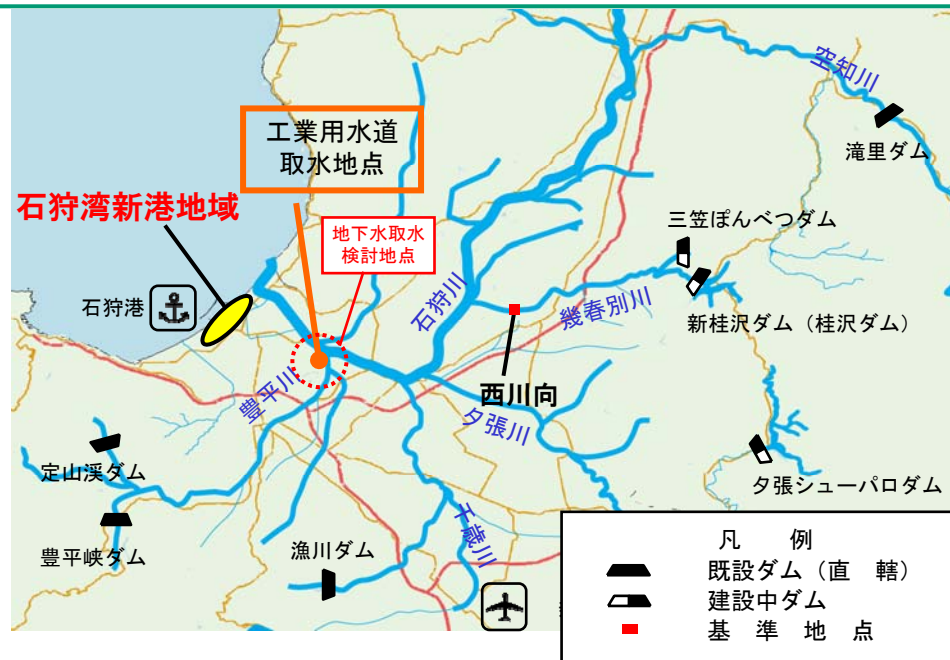 空知川
滝里ダム
工業用水道
取水地点
石狩湾新港地域
地下水取水
検討地点
三笠ぽんべつダム
石狩港
石狩川
幾春別川
新桂沢ダム（桂沢ダム）
豊平川
西川向
夕張川
定山渓ダム
夕張シューパロダム
豊平峡ダム
漁川ダム
千歳川
凡 例
既設ダム（直 轄）
建設中ダム
基 準 地 点